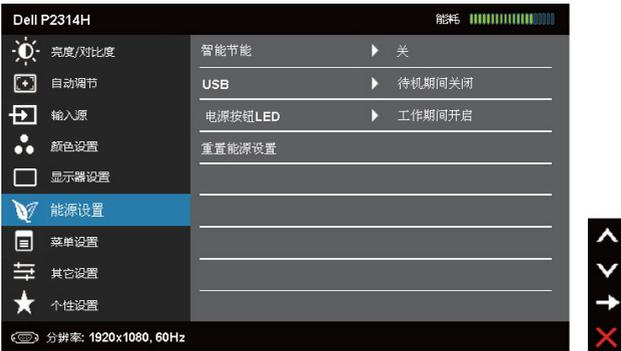 Dell P2314H 能耗
亮度/对比度 智能节能 关
自动调节 USB 待机期间关闭
输入源 电源按钮LED 工作期间开启
颜色设置 重置能源设置
显示器设置
能源设置
菜单设置
其它设置
个性设置
分辨率: 1920x1080, 60Hz